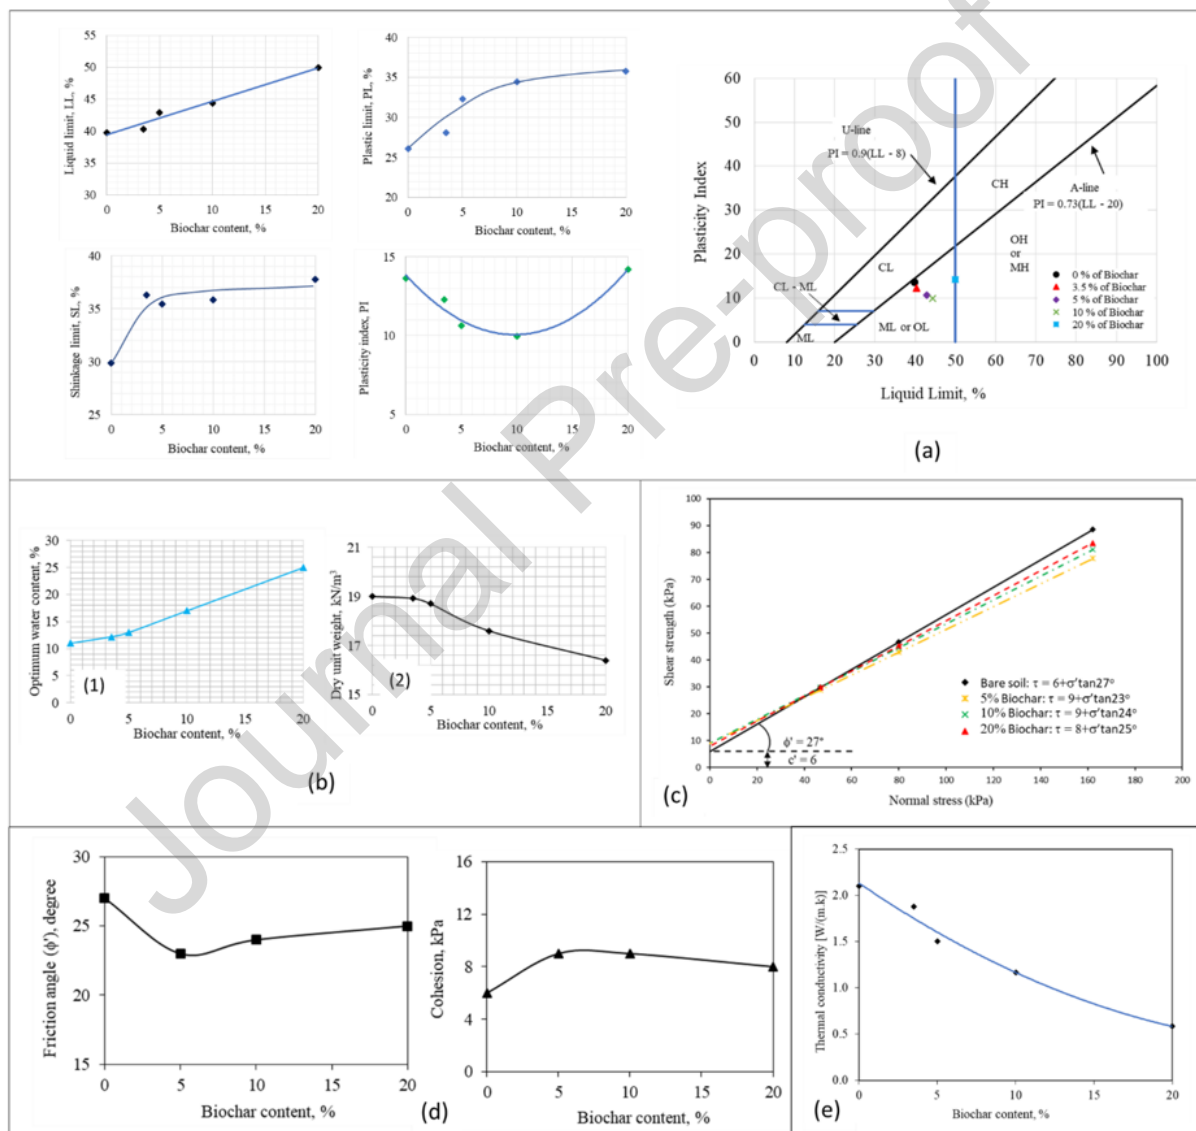 Liquid limit, LL, %
55
50
45
40
35
30
0
5
10
15
20
Biochar content, %
Plastic limit, PL, %
40
35
30
25
20
0
5
10
15
20
Biochar content, %
Shinkage limit, SL, %
40
35
30
25
0
5
10
15
20
Biochar content, %
Plasticity index, PI
15
10
5
0
5
10
15
20
Biochar content, %
Plasticity Index
60
50
40
30
20
10
0
0
10
20
30
40
50
60
70
80
90
100
Liquid Limit, %
U-line
PI = 0.9(LL - 8)
A-line
PI = 0.73(LL - 20)
CH
CL
CL - ML
ML
ML or OL
OH
or
MH
0 % of Biochar
3.5 % of Biochar
5 % of Biochar
10 % of Biochar
20 % of Biochar
(a)
Optimum water content, %
30
25
20
15
10
5
0
(1)
0
5
10
15
20
Biochar content, %
Dry unit weight, kN/m³
21
19
17
15
(2)
0
5
10
15
20
Biochar content, %
(b)
Shear strength (kPa)
100
90
80
70
60
50
40
30
20
10
0
0
20
40
60
80
100
120
140
160
180
200
Normal stress (kPa)
Bare soil: τ = 6+σ'tan27°
5% Biochar: τ = 9+σ'tan23°
10% Biochar: τ = 9+σ'tan24°
20% Biochar: τ = 8+σ'tan25°
ϕ' = 27°
c' = 6
(c)
Friction angle (ϕ'), degree
30
25
20
15
0
5
10
15
20
Biochar content, %
(d)
Cohesion, kPa
16
12
8
4
0
0
5
10
15
20
Biochar content, %
Thermal conductivity [W/(m.k)]
2.5
2.0
1.5
1.0
0.5
0.0
0
5
10
15
20
Biochar content, %
(e)
Journal Pre-proof